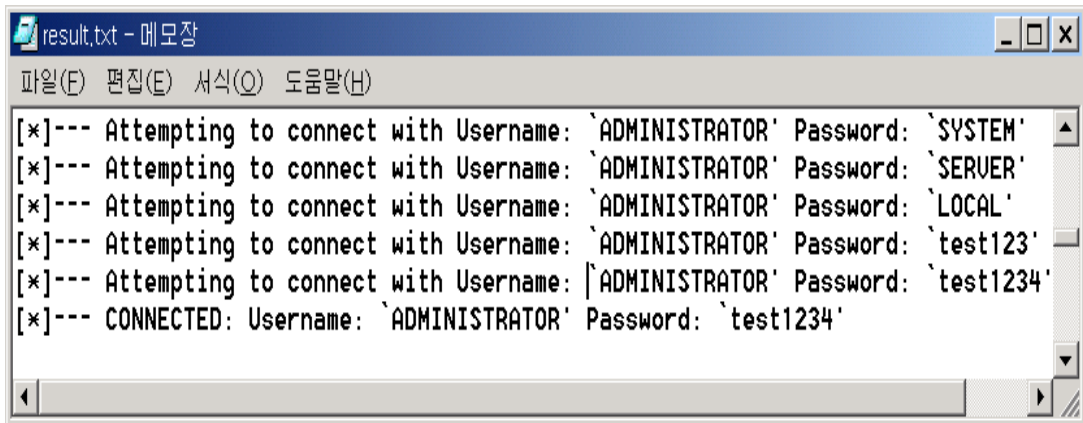 result.txt - 메모장
파일(F) 편집(E) 서식(O) 도움말(H)
[*]--- Attempting to connect with Username: `ADMINISTRATOR' Password: `SYSTEM'
[*]--- Attempting to connect with Username: `ADMINISTRATOR' Password: `SERVER'
[*]--- Attempting to connect with Username: `ADMINISTRATOR' Password: `LOCAL'
[*]--- Attempting to connect with Username: `ADMINISTRATOR' Password: `test123'
[*]--- Attempting to connect with Username: `ADMINISTRATOR' Password: `test1234'
[*]--- CONNECTED: Username: `ADMINISTRATOR' Password: `test1234'